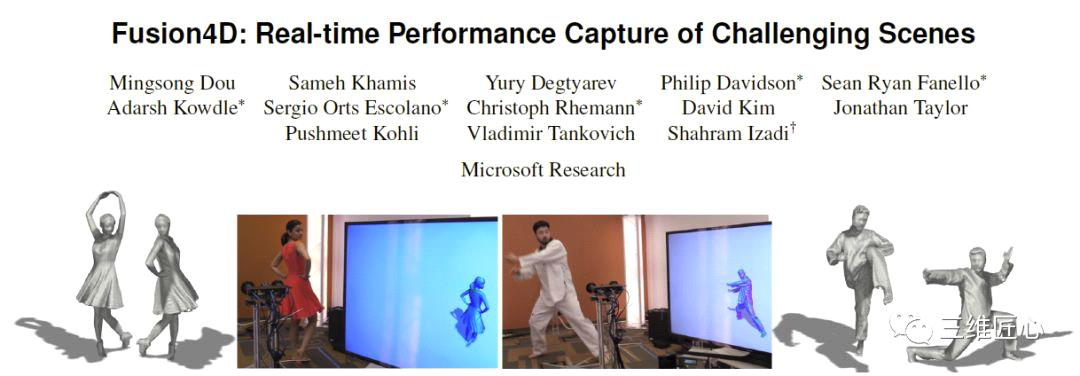 Fusion4D: Real-time Performance Capture of Challenging Scenes
Mingsong Dou Sameh Khamis Yury Degtyarev Philip Davidson* Sean Ryan Fanello*
Adarsh Kowdle* Sergio Orts Escolano* Christoph Rhemann* David Kim Jonathan Taylor
Pushmeet Kohli Vladimir Tankovich Shahram Izadi†
Microsoft Research
三维匠心